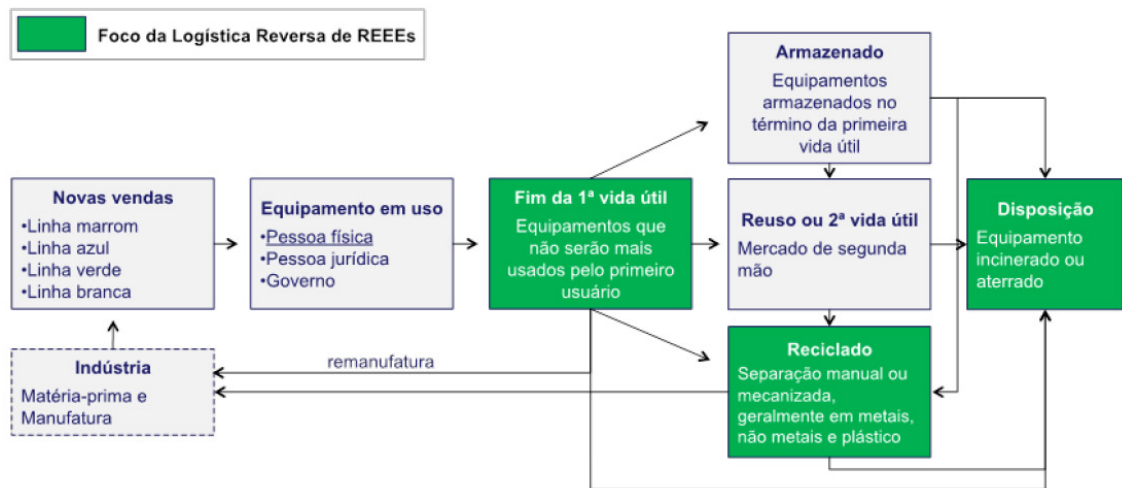 Foco da Logística Reversa de REEEs
Armazenado
Equipamentos
armazenados no
término da primeira
vida útil
Novas vendas
•Linha marrom
•Linha azul
•Linha verde
•Linha branca
Equipamento em uso
•Pessoa física
•Pessoa jurídica
•Governo
Fim da 1ª vida útil
Equipamentos que
não serão mais
usados pelo primeiro
usuário
Reuso ou 2ª vida útil
Mercado de segunda
mão
Disposição
Equipamento
incinerado ou
aterrado
Indústria
Matéria-prima e
Manufatura
remanufatura
Reciclado
Separação manual ou
mecanizada,
geralmente em metais,
não metais e plástico